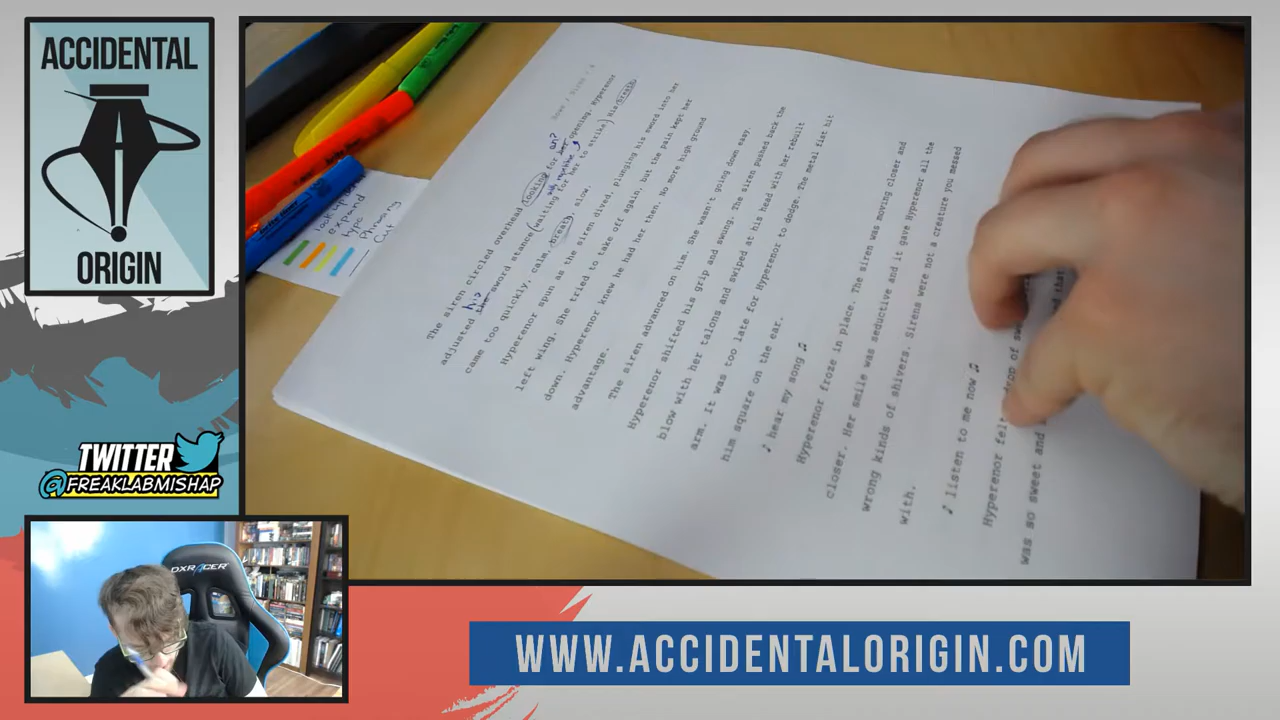 ACCIDENTAL
ORIGIN
TWITTER
@FREAKLABMISHAP
DXRACER
WWW.ACCIDENTALORIGIN.COM
expand
typo
Phrasing
Cut
The siren circled overhead looking for her an? opening. Hyperenor
adjusted the his sword stance (waiting for her to strike) His breath
came too quickly, calm, breath, slow.
Hyperenor spun as the siren dived, plunging his sword into her
left wing. She tried to take off again, but the pain kept her
down. Hyperenor knew he had her then. No more high ground
advantage.
The siren advanced on him. She wasn't going down easy.
Hyperenor shifted his grip and swung. The siren pushed back the
blow with her talons and swiped at his head with her rebuilt
arm. It was too late for Hyperenor to dodge. The metal fist hit
him square on the ear.
♪ hear my song ♫
Hyperenor froze in place. The siren was moving closer and
closer. Her smile was seductive and it gave Hyperenor all the
wrong kinds of shivers. Sirens were not a creature you messed
with.
♪ listen to me now ♫
Hyperenor felt drop of
was so sweet and